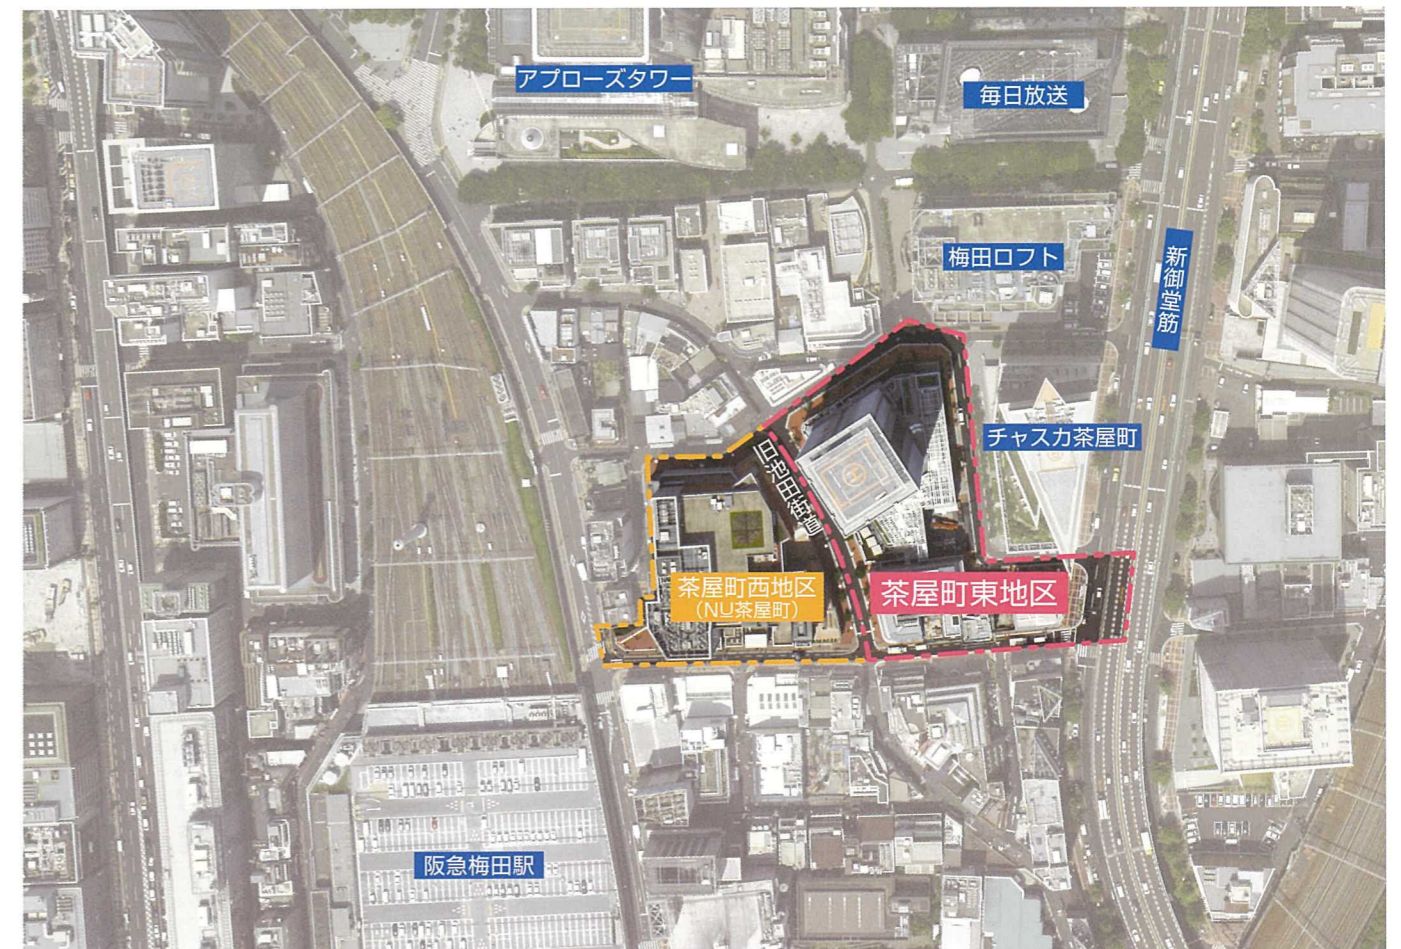 アプローズタワー
毎日放送
梅田ロフト
新御堂筋
チャスカ茶屋町
旧池田街道
茶屋町西地区
（NU茶屋町）
茶屋町東地区
阪急梅田駅